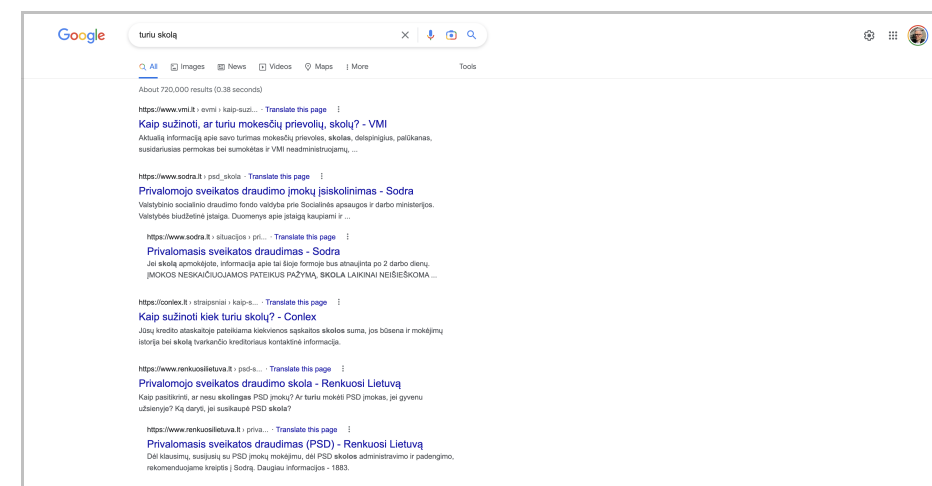 Google
turiu skolą
All Images News Videos Maps More Tools
About 720,000 results (0.38 seconds)
https://www.vmi.lt › evmi › kaip-suzi... · Translate this page
Kaip sužinoti, ar turiu mokesčių prievolių, skolų? - VMI
Aktualią informaciją apie savo turimas mokesčių prievoles, skolas, delspinigius, palūkanas,
susidariusias permokas bei sumokėtas ir VMI neadministruojamų, ...
https://www.sodra.lt › psd_skola · Translate this page
Privalomojo sveikatos draudimo įmokų įsiskolinimas - Sodra
Valstybinio socialinio draudimo fondo valdyba prie Socialinės apsaugos ir darbo ministerijos.
Valstybės biudžetinė įstaiga. Duomenys apie įstaigą kaupiami ir ...
https://www.sodra.lt › situacijos › pri... · Translate this page
Privalomasis sveikatos draudimas - Sodra
Jei skolą apmokėjote, informacija apie tai šioje formoje bus atnaujinta po 2 darbo dienų.
ĮMOKOS NESKAIČIUOJAMOS PATEIKUS PAŽYMĄ, SKOLA LAIKINAI NEIŠIEŠKOMA ...
https://conlex.lt › straipsniai › kaip-s... · Translate this page
Kaip sužinoti kiek turiu skolų? - Conlex
Jūsų kredito ataskaitoje pateikiama kiekvienos sąskaitos skolos suma, jos būsena ir mokėjimų
istorija bei skolą tvarkančio kreditoriaus kontaktinė informacija.
https://www.renkuosilietuva.lt › psd-s... · Translate this page
Privalomojo sveikatos draudimo skola - Renkuosi Lietuvą
Kaip pasitikrinti, ar nesu skolingas PSD įmokų? Ar turiu mokėti PSD įmokas, jei gyvenu
užsienyje? Ką daryti, jei susikaupė PSD skola?
https://www.renkuosilietuva.lt › priva... · Translate this page
Privalomasis sveikatos draudimas (PSD) - Renkuosi Lietuvą
Dėl klausimų, susijusių su PSD įmokų mokėjimu, dėl PSD skolos administravimo ir padengimo,
rekomenduojame kreiptis į Sodrą. Daugiau informacijos - 1883.